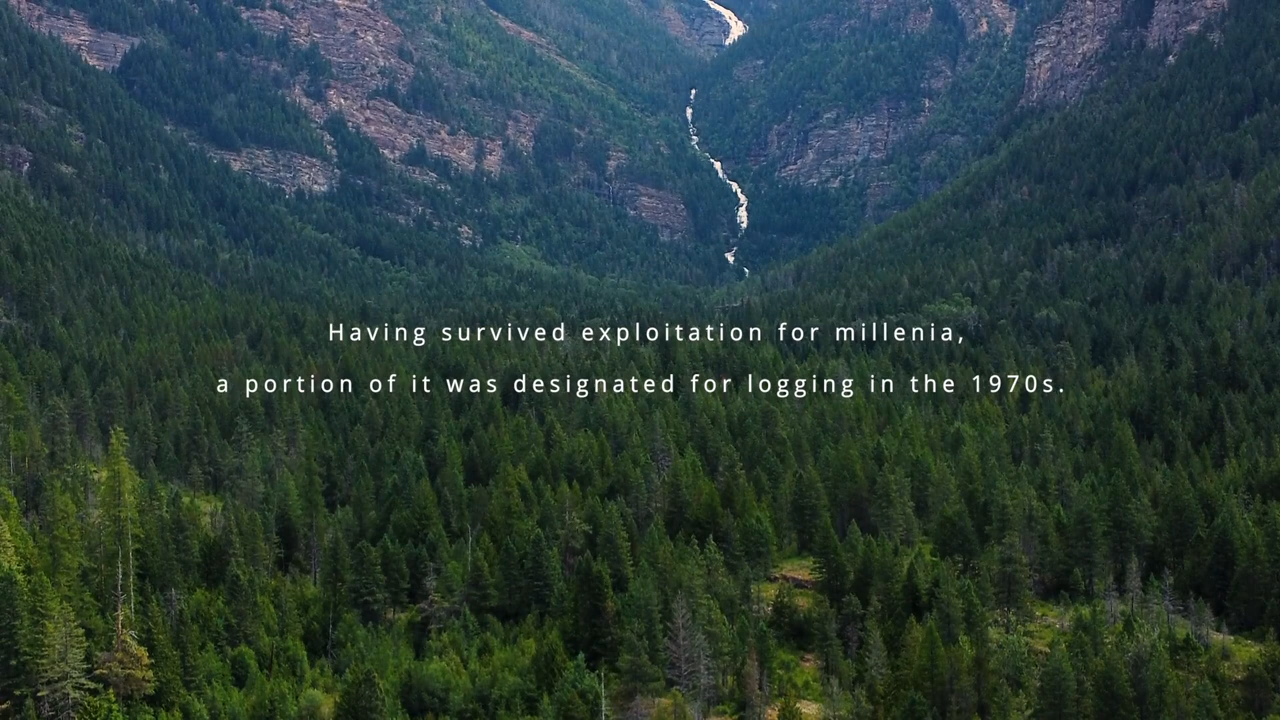 Having survived exploitation for millenia,
a portion of it was designated for logging in the 1970s.